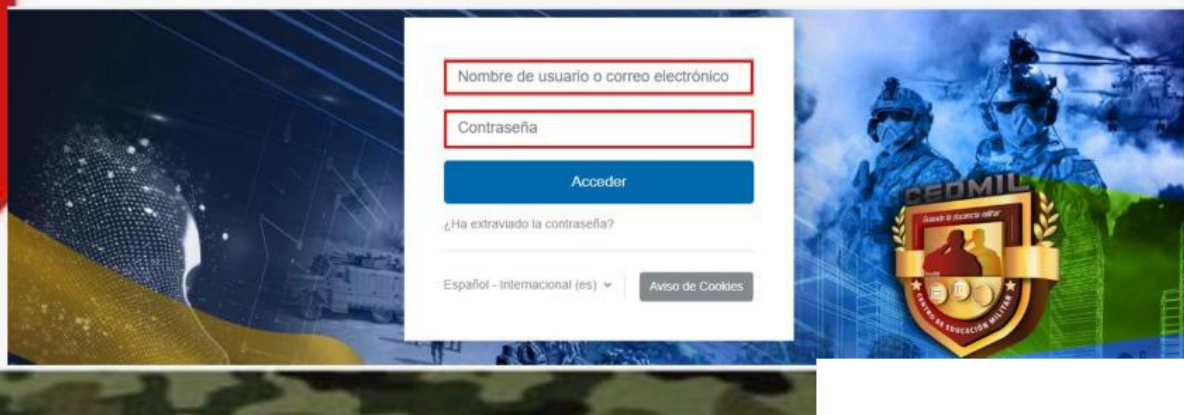 Nombre de usuario o correo electrónico
Contraseña
Acceder
¿Ha extraviado la contraseña?
Español - Internacional (es)
Aviso de Cookies
CEDMIL
CENTRO DE EDUCACIÓN MILITAR